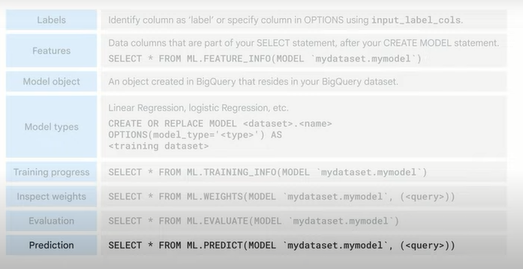 Labels
Identify column as 'label' or specify column in OPTIONS using input_label_cols.
Features
Data columns that are part of your SELECT statement, after your CREATE MODEL statement.
SELECT * FROM ML.FEATURE_INFO(MODEL `mydataset.mymodel`)
Model object
An object created in BigQuery that resides in your BigQuery dataset.
Model types
Linear Regression, logistic Regression, etc.
CREATE OR REPLACE MODEL <dataset>.<name>
OPTIONS(model_type='<type>') AS
<training dataset>
Training progress
SELECT * FROM ML.TRAINING_INFO(MODEL `mydataset.mymodel`)
Inspect weights
SELECT * FROM ML.WEIGHTS(MODEL `mydataset.mymodel`, (<query>))
Evaluation
SELECT * FROM ML.EVALUATE(MODEL `mydataset.mymodel`)
Prediction
SELECT * FROM ML.PREDICT(MODEL `mydataset.mymodel`, (<query>))